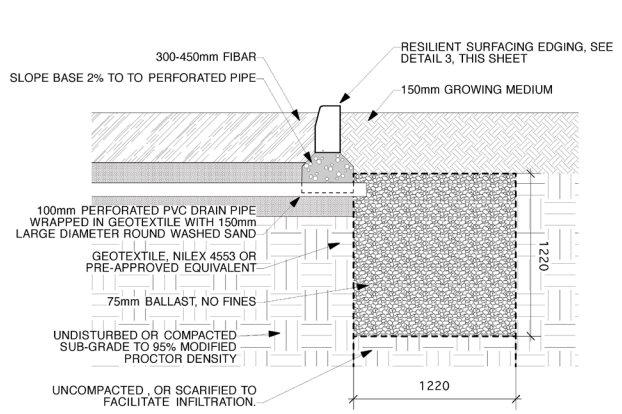 RESILIENT SURFACING EDGING, SEE
DETAIL 3, THIS SHEET
300-450mm FIBAR
SLOPE BASE 2% TO TO PERFORATED PIPE
150mm GROWING MEDIUM
100mm PERFORATED PVC DRAIN PIPE
WRAPPED IN GEOTEXTILE WITH 150mm
LARGE DIAMETER ROUND WASHED SAND
GEOTEXTILE, NILEX 4553 OR
PRE-APPROVED EQUIVALENT
75mm BALLAST, NO FINES
UNDISTURBED OR COMPACTED
SUB-GRADE TO 95% MODIFIED
PROCTOR DENSITY
UNCOMPACTED , OR SCARIFIED TO
FACILITATE INFILTRATION.
1220
1220